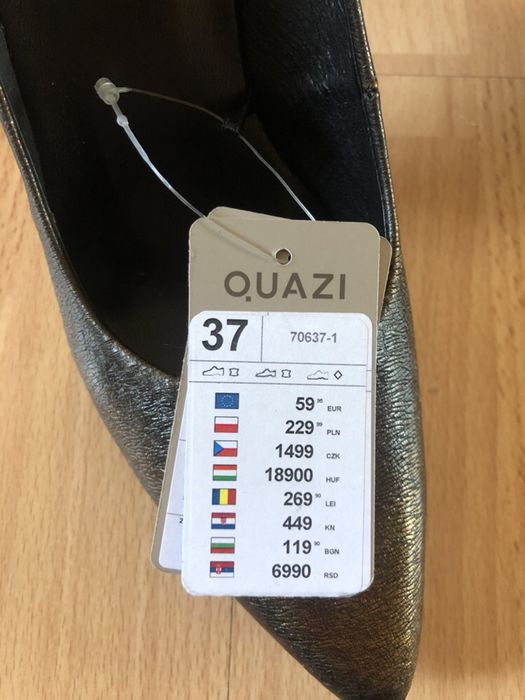 QUAZI
37 70637-1
59 95 EUR
229 99 PLN
1499 CZK
18900 HUF
269 90 LEI
449 KN
119 90 BGN
6990 RSD
2